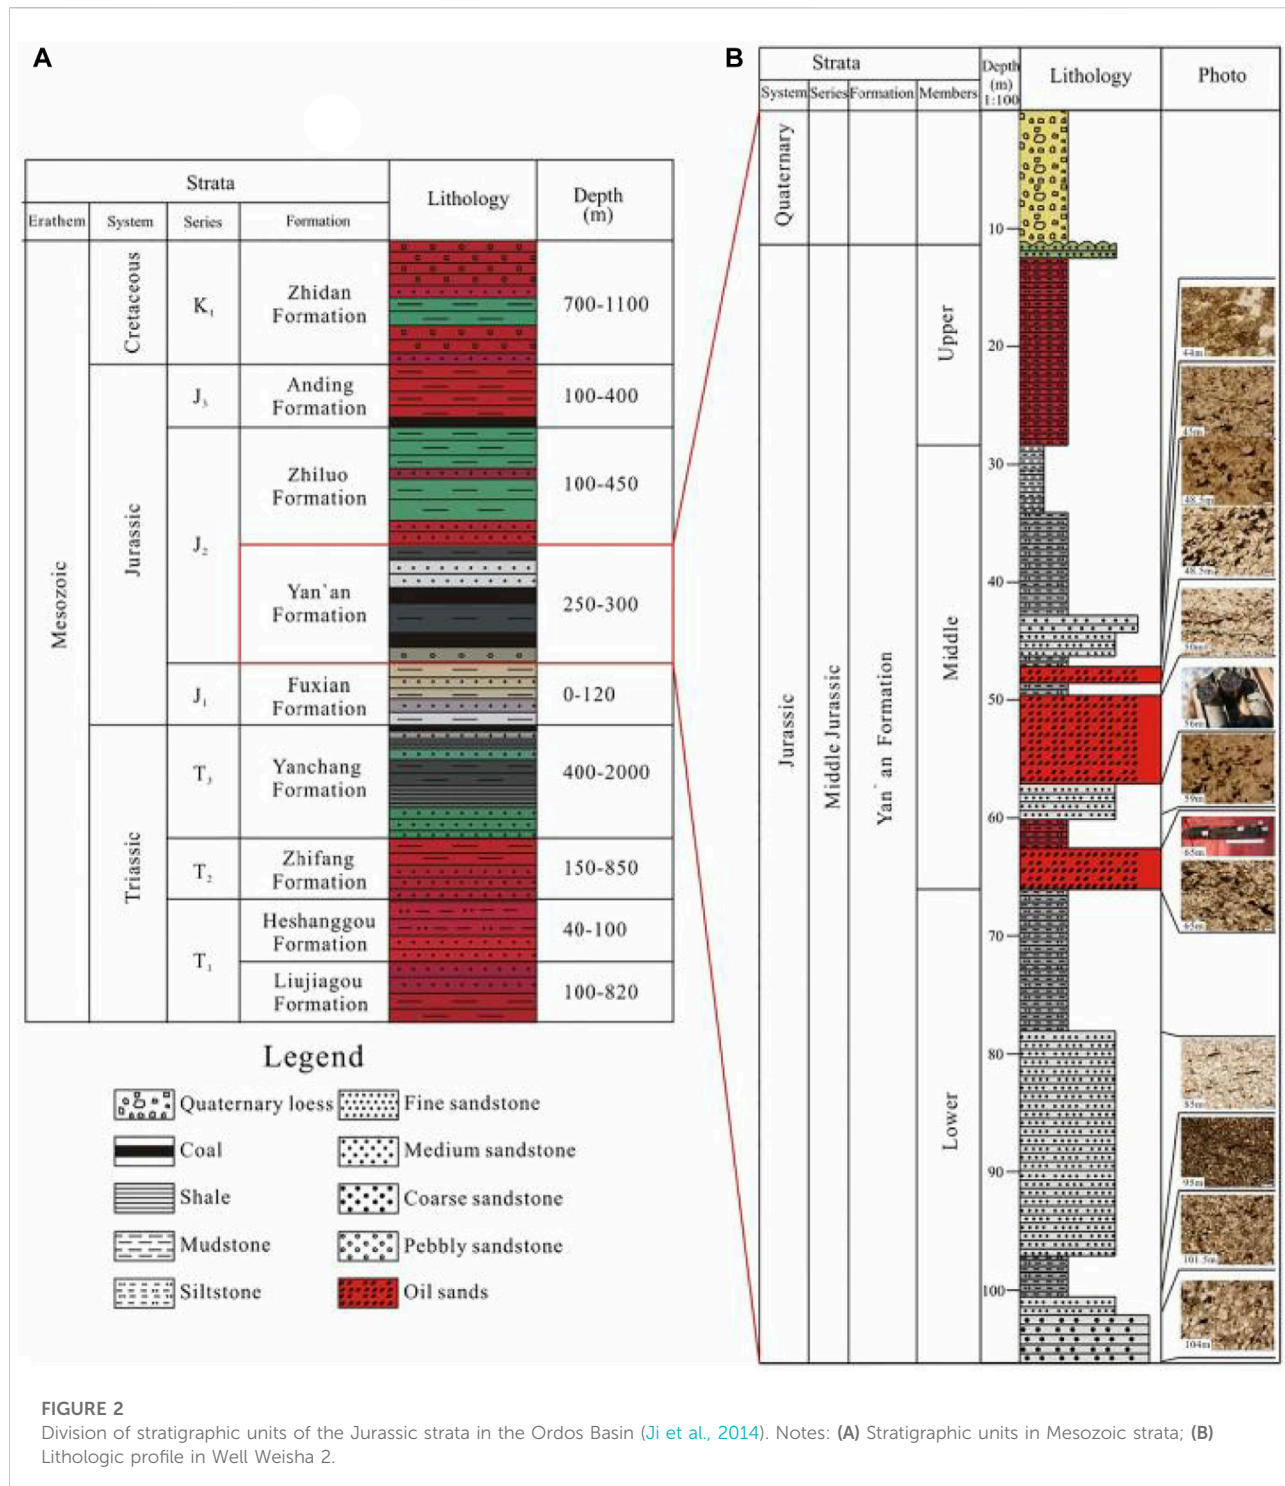 A
Strata
Lithology
Depth
(m)
Erathem
System
Series
Formation
Mesozoic
Cretaceous
K1
Zhidan
Formation
700-1100
Jurassic
J3
Anding
Formation
100-400
J2
Zhiluo
Formation
100-450
Yan`an
Formation
250-300
J1
Fuxian
Formation
0-120
Triassic
T3
Yanchang
Formation
400-2000
T2
Zhifang
Formation
150-850
T1
Heshanggou
Formation
40-100
Liujiagou
Formation
100-820
Legend
Quaternary loess
Fine sandstone
Coal
Medium sandstone
Shale
Coarse sandstone
Mudstone
Pebbly sandstone
Siltstone
Oil sands
B
Strata
Depth
(m)
1:100
Lithology
Photo
System
Series
Formation
Members
Quaternary
Jurassic
Middle Jurassic
Yan` an Formation
Upper
Middle
Lower
10
20
30
40
50
60
70
80
90
100
44m
45m
48.5m
48.5m
50m
56m
59m
65m
65m
85m
95m
101.5m
104m
FIGURE 2
Division of stratigraphic units of the Jurassic strata in the Ordos Basin (Ji et al., 2014). Notes: (A) Stratigraphic units in Mesozoic strata; (B)
Lithologic profile in Well Weisha 2.